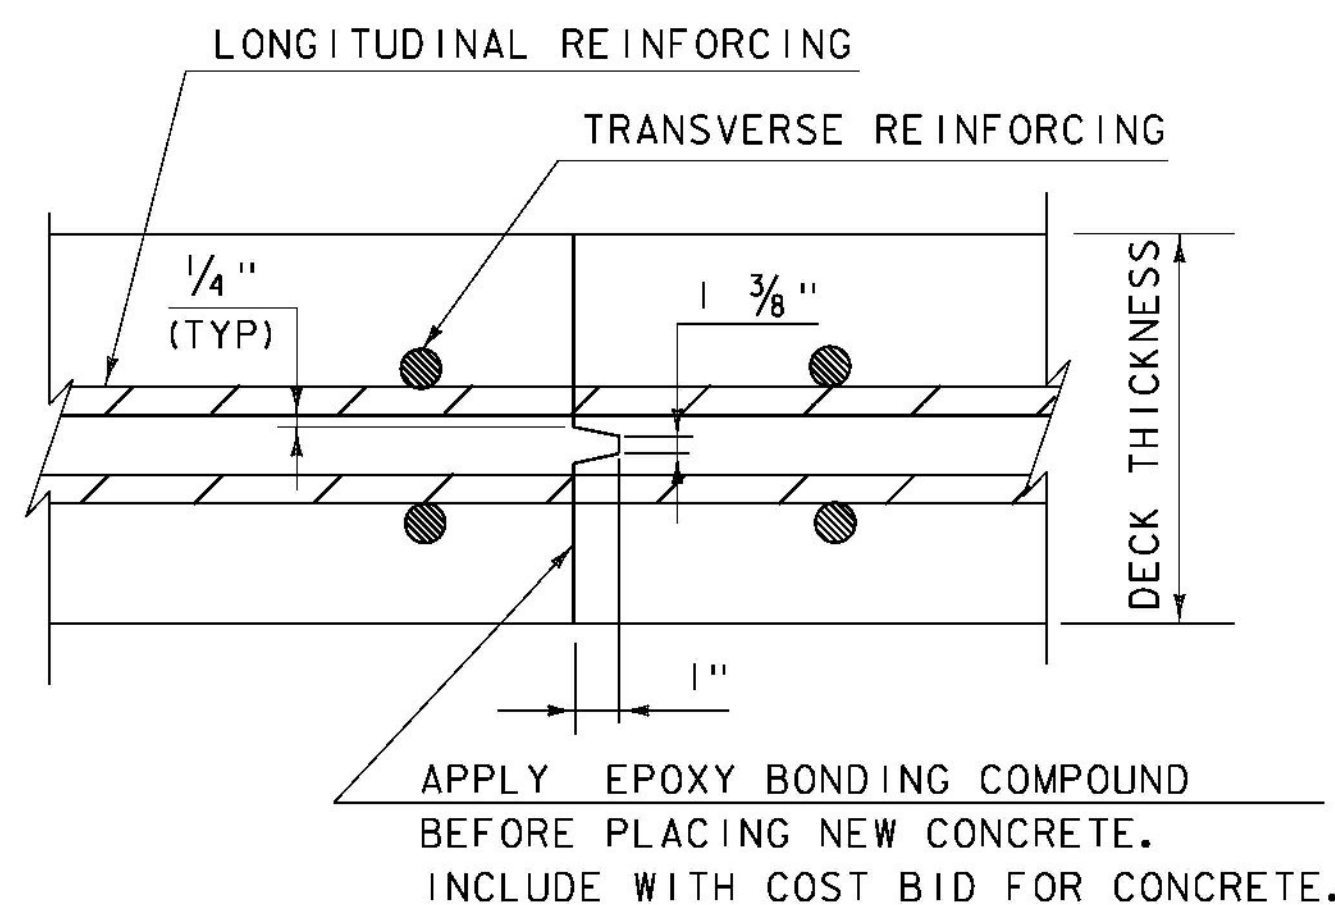 LONGITUDINAL REINFORCING
TRANSVERSE REINFORCING
1/4"
(TYP)
1 3/8"
DECK THICKNESS
1"
APPLY EPOXY BONDING COMPOUND
BEFORE PLACING NEW CONCRETE.
INCLUDE WITH COST BID FOR CONCRETE.